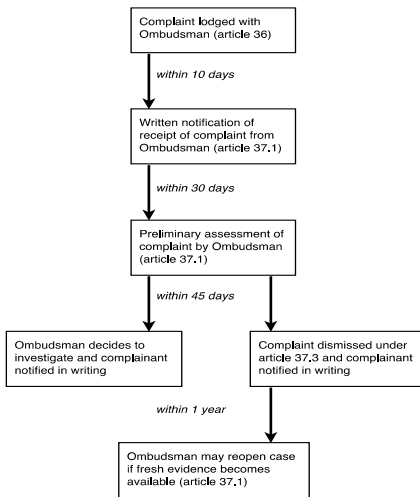 Complaint lodged with
Ombudsman (article 36)
within 10 days
Written notification of
receipt of complaint from
Ombudsman (article 37.1)
within 30 days
Preliminary assessment of
complaint by Ombudsman
(article 37.1)
within 45 days
Ombudsman decides to
investigate and complainant
notified in writing
Complaint dismissed under
article 37.3 and complainant
notified in writing
within 1 year
Ombudsman may reopen case
if fresh evidence becomes
available (article 37.1)